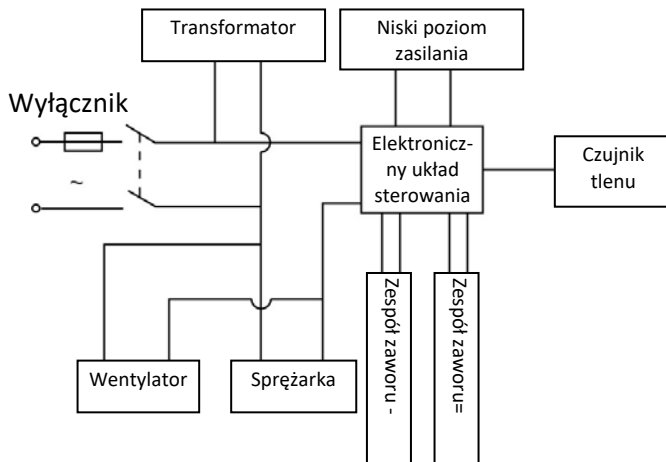 Transformator
Niski poziom
zasilania
Wyłącznik
~
Elektronicz-
ny układ
sterowania
Czujnik
tlenu
Wentylator
Sprężarka
Zespół zaworu -
Zespół zaworu=